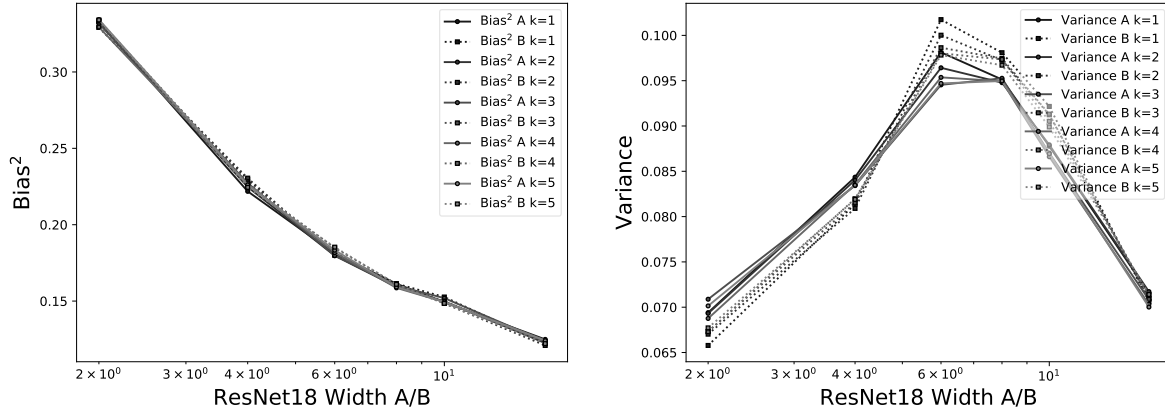 0.30
0.25
0.20
0.15
Bias²
2 × 10⁰
3 × 10⁰
4 × 10⁰
6 × 10⁰
10¹
ResNet18 Width A/B
Bias² A k=1
Bias² B k=1
Bias² A k=2
Bias² B k=2
Bias² A k=3
Bias² B k=3
Bias² A k=4
Bias² B k=4
Bias² A k=5
Bias² B k=5
0.100
0.095
0.090
0.085
0.080
0.075
0.070
0.065
Variance
2 × 10⁰
3 × 10⁰
4 × 10⁰
6 × 10⁰
10¹
ResNet18 Width A/B
Variance A k=1
Variance B k=1
Variance A k=2
Variance B k=2
Variance A k=3
Variance B k=3
Variance A k=4
Variance B k=4
Variance A k=5
Variance B k=5